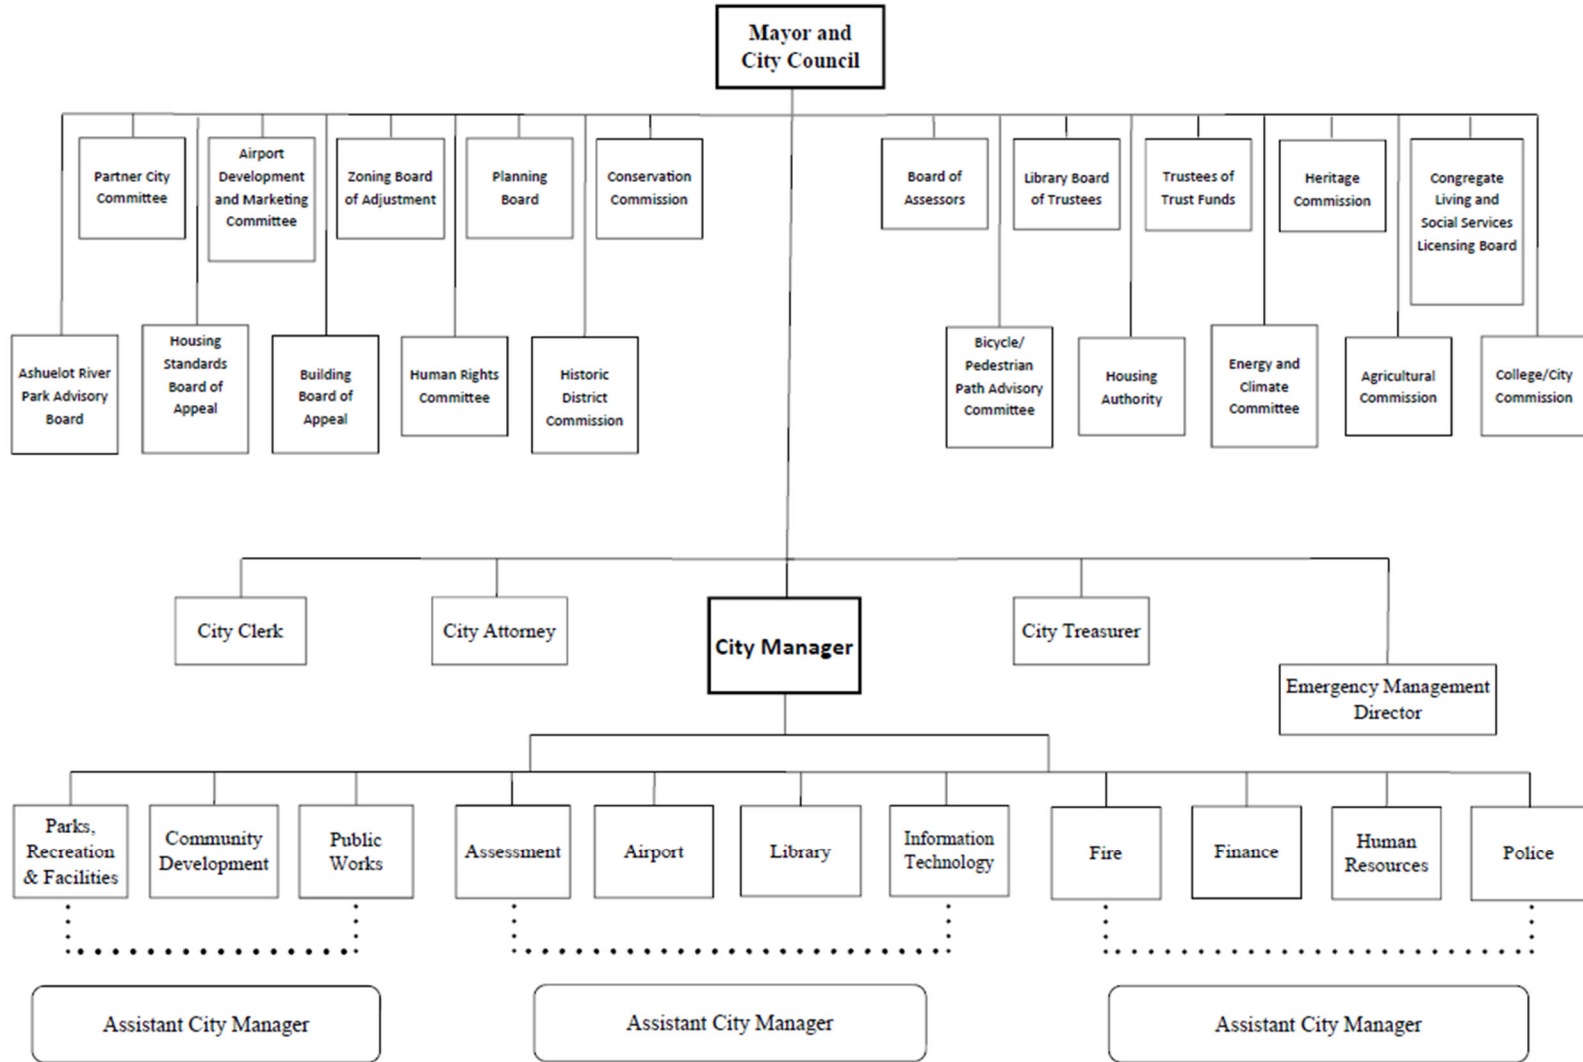 Mayor and
City Council
Partner City
Committee
Airport
Development
and Marketing
Committee
Zoning Board
of Adjustment
Planning
Board
Conservation
Commission
Board of
Assessors
Library Board
of Trustees
Trustees of
Trust Funds
Heritage
Commission
Congregate
Living and
Social Services
Licensing Board
Ashuelot River
Park Advisory
Board
Housing
Standards
Board of
Appeal
Building
Board of
Appeal
Human Rights
Committee
Historic
District
Commission
Bicycle/
Pedestrian
Path Advisory
Committee
Housing
Authority
Energy and
Climate
Committee
Agricultural
Commission
College/City
Commission
City Clerk
City Attorney
City Manager
City Treasurer
Emergency Management
Director
Parks,
Recreation
& Facilities
Community
Development
Public
Works
Assessment
Airport
Library
Information
Technology
Fire
Finance
Human
Resources
Police
Assistant City Manager
Assistant City Manager
Assistant City Manager